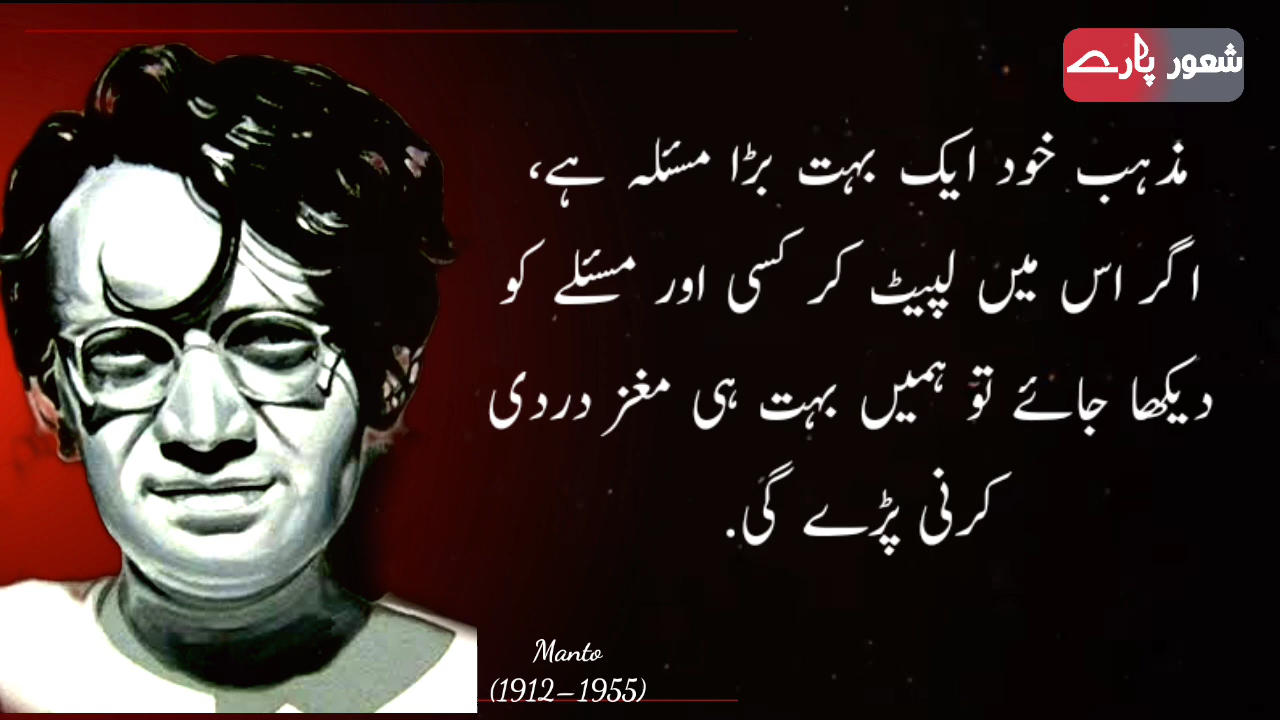 شعور پارے
مذہب خود ایک بہت بڑا مسئلہ ہے،
اگر اس میں لپیٹ کر کسی اور مسئلے کو
دیکھا جائے تو ہمیں بہت ہی مغز دردی
کرنی پڑے گی.
Manto
(1912–1955)